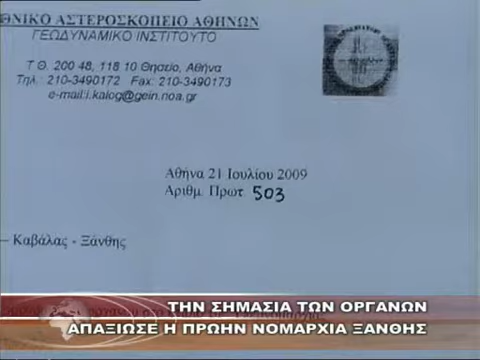 ΘΝΙΚΟ ΑΣΤΕΡΟΣΚΟΠΕΙΟ ΑΘΗΝΩΝ
ΓΕΩΔΥΝΑΜΙΚΟ ΙΝΣΤΙΤΟΥΤΟ
Τ Θ. 200 48, 118 10 Θησείο, Αθήνα
Τηλ. 210-3490172 Fax: 210-3490173
e-mail:i.kalog@gein.noa.gr
Αθήνα 21 Ιουλίου 2009
Αριθμ. Πρωτ. 503
– Καβάλας - Ξάνθης
ΤΗΝ ΣΗΜΑΣΙΑ ΤΩΝ ΟΡΓΑΝΩΝ
ΑΠΑΞΙΩΣΕ Η ΠΡΩΗΝ ΝΟΜΑΡΧΙΑ ΞΑΝΘΗΣ